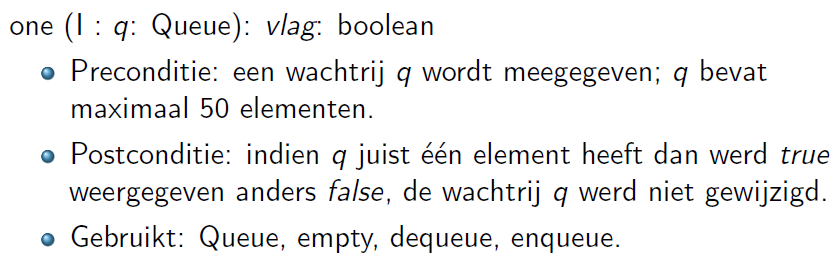 one (I : q: Queue): vlag: boolean
Preconditie: een wachtrij q wordt meegegeven; q bevat
maximaal 50 elementen.
Postconditie: indien q juist één element heeft dan werd true
weergegeven anders false, de wachtrij q werd niet gewijzigd.
Gebruikt: Queue, empty, dequeue, enqueue.